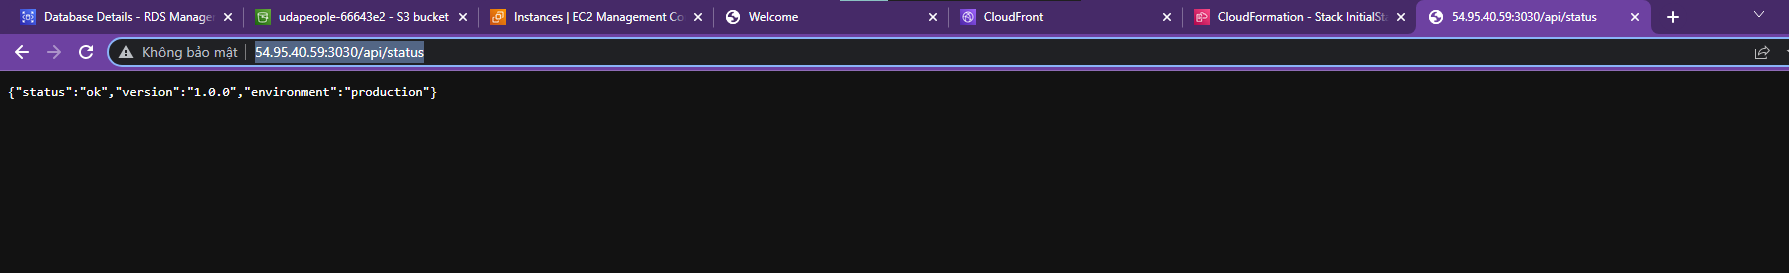 Database Details - RDS Manage
udapeople-66643e2 - S3 bucket
Instances | EC2 Management Co
Welcome
CloudFront
CloudFormation - Stack InitialSta
54.95.40.59:3030/api/status
Không bảo mật
54.95.40.59:3030/api/status
{"status":"ok","version":"1.0.0","environment":"production"}